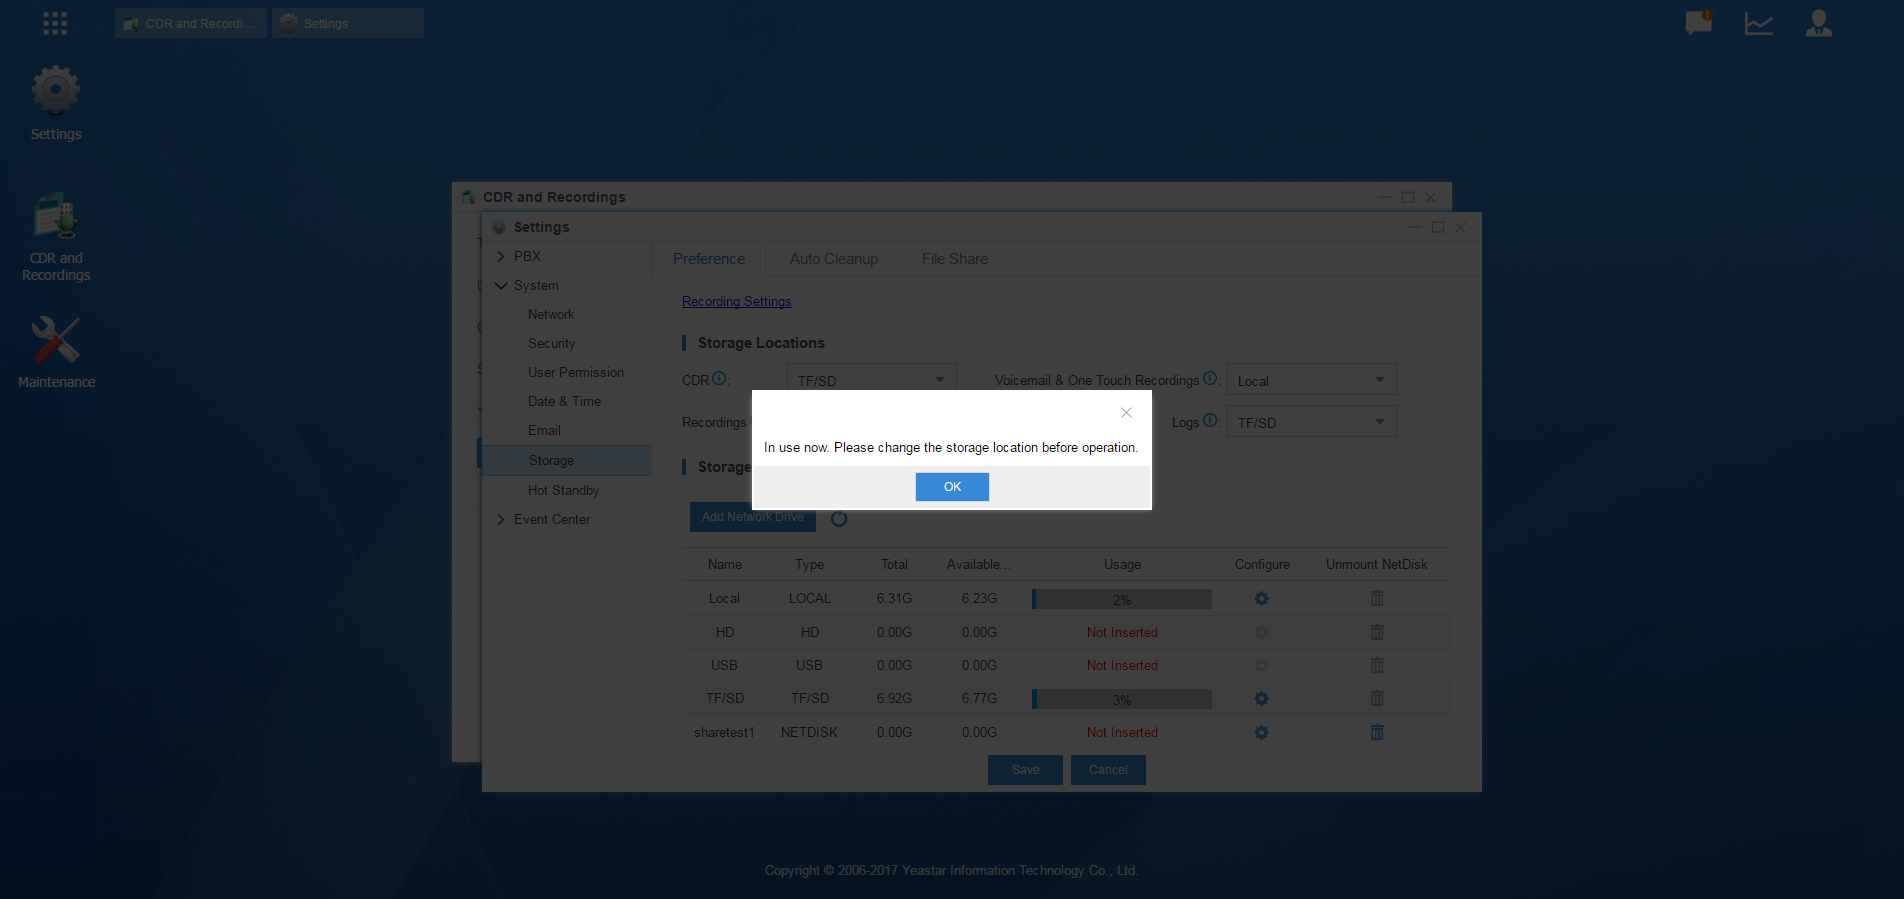 CDR and Recordi...
Settings
!
Settings
CDR and
Recordings
Maintenance
CDR and Recordings
Settings
PBX
System
Network
Security
User Permission
Date & Time
Email
Storage
Hot Standby
Event Center
Preference
Auto Cleanup
File Share
Recording Settings
Storage Locations
CDR : TF/SD
Voicemail & One Touch Recordings : Local
Recordings
Logs : TF/SD
Storage
In use now. Please change the storage location before operation.
OK
Add Network Drive
Name Type Total Available... Usage Configure Unmount NetDisk
Local LOCAL 6.31G 6.23G 2%
HD HD 0.00G 0.00G Not Inserted
USB USB 0.00G 0.00G Not Inserted
TF/SD TF/SD 6.92G 6.77G 3%
sharetest1 NETDISK 0.00G 0.00G Not Inserted
Save Cancel
Copyright © 2006-2017 Yeastar Information Technology Co., Ltd.